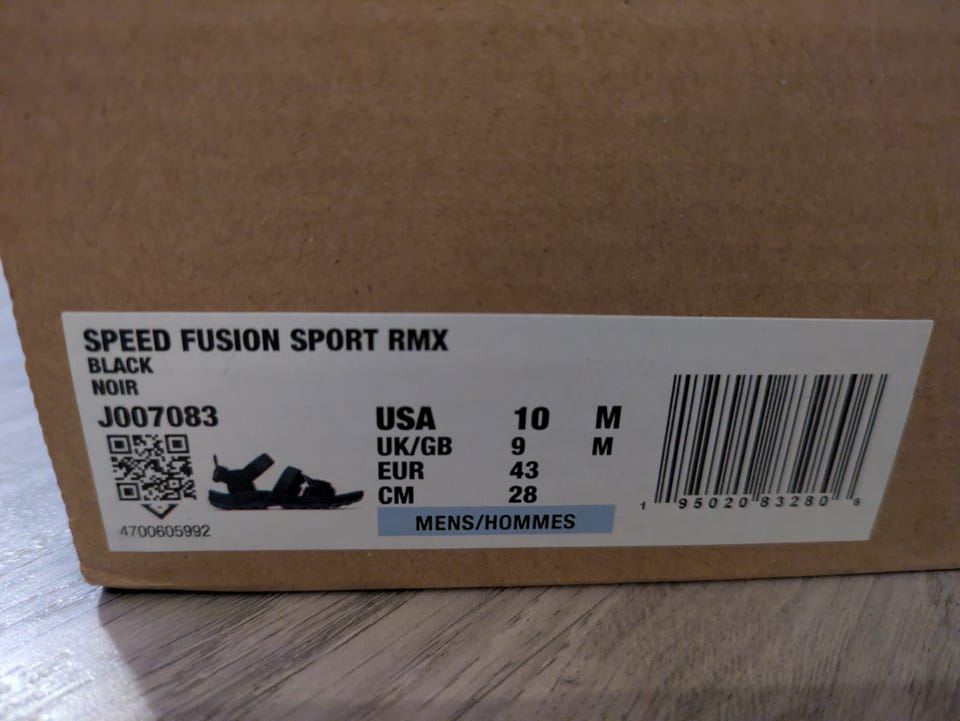 SPEED FUSION SPORT RMX
BLACK
NOIR
J007083
4700605992
USA 10 M
UK/GB 9 M
EUR 43
CM 28
MENS/HOMMES
1 95020 83280 6